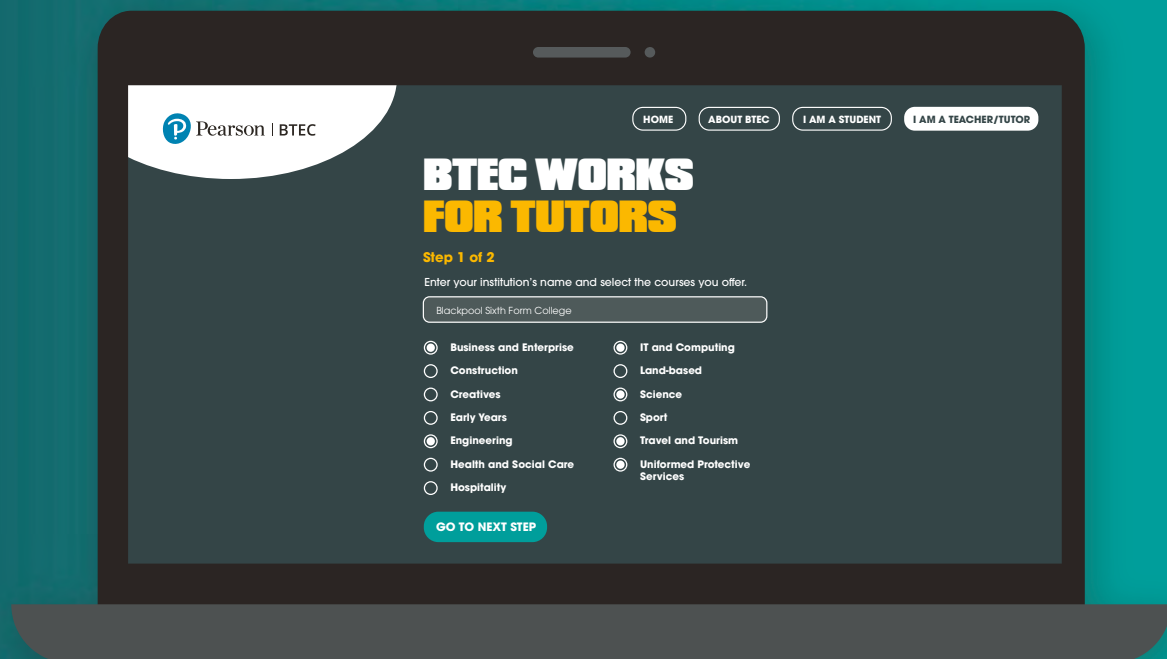 Pearson | BTEC
HOME
ABOUT BTEC
I AM A STUDENT
I AM A TEACHER/TUTOR
BTEC WORKS
FOR TUTORS
Step 1 of 2
Enter your institution's name and select the courses you offer.
Blackpool Sixth Form College
Business and Enterprise
Construction
Creatives
Early Years
Engineering
Health and Social Care
Hospitality
IT and Computing
Land-based
Science
Sport
Travel and Tourism
Uniformed Protective
Services
GO TO NEXT STEP